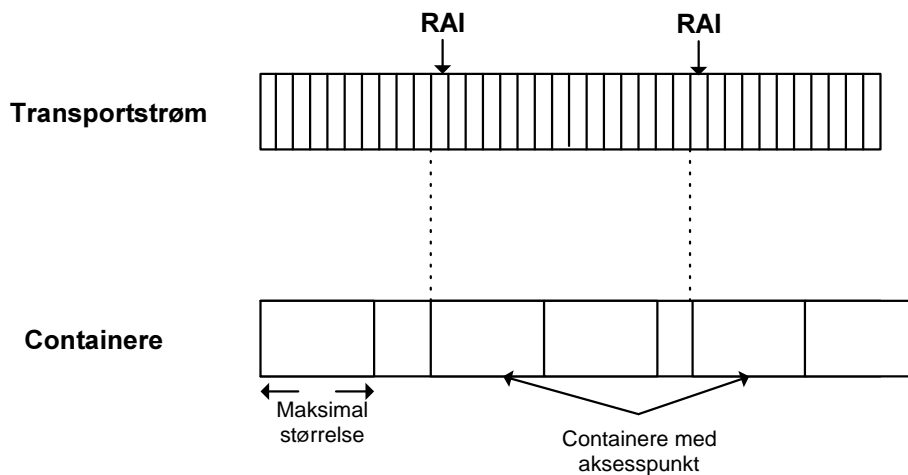 RAI
RAI
Transportstrøm
Containere
Maksimal
størrelse
Containere med
aksesspunkt